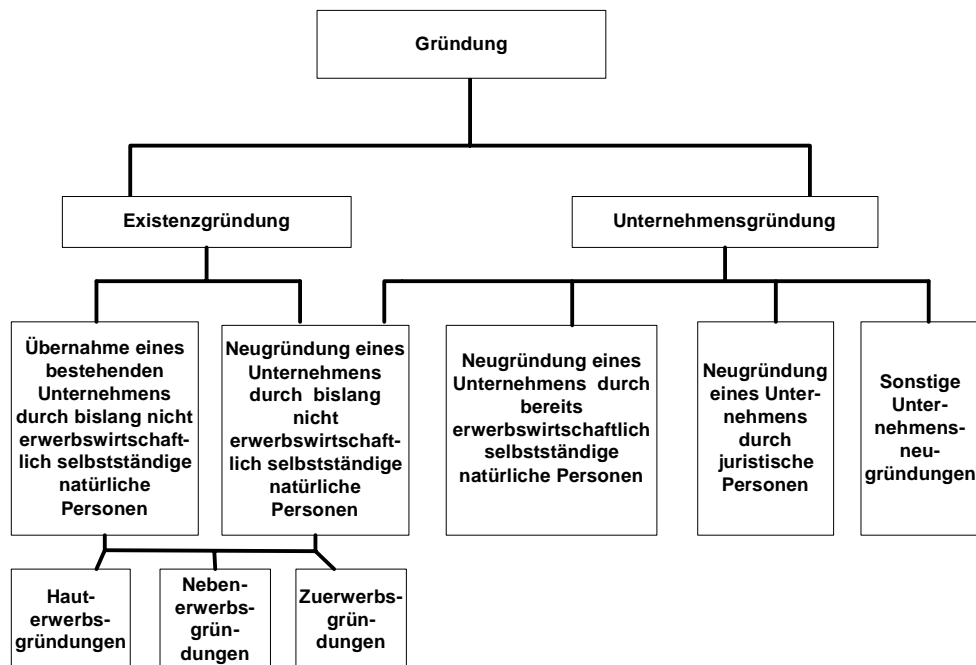 Gründung
Existenzgründung
Unternehmensgründung
Übernahme eines
bestehenden
Unternehmens
durch bislang nicht
erwerbswirtschaft-
lich selbstständige
natürliche
Personen
Neugründung eines
Unternehmens
durch bislang
nicht
erwerbswirtschaft-
lich selbstständige
natürliche
Personen
Neugründung eines
Unternehmens durch
bereits
erwerbswirtschaftlich
selbstständige
natürliche Personen
Neugründung
eines Unter-
nehmens
durch
juristische
Personen
Sonstige
Unter-
nehmens-
neu-
gründungen
Haut-
erwerbs-
gründungen
Neben-
erwerbs-
grün-
dungen
Zuerwerbs-
grün-
dungen